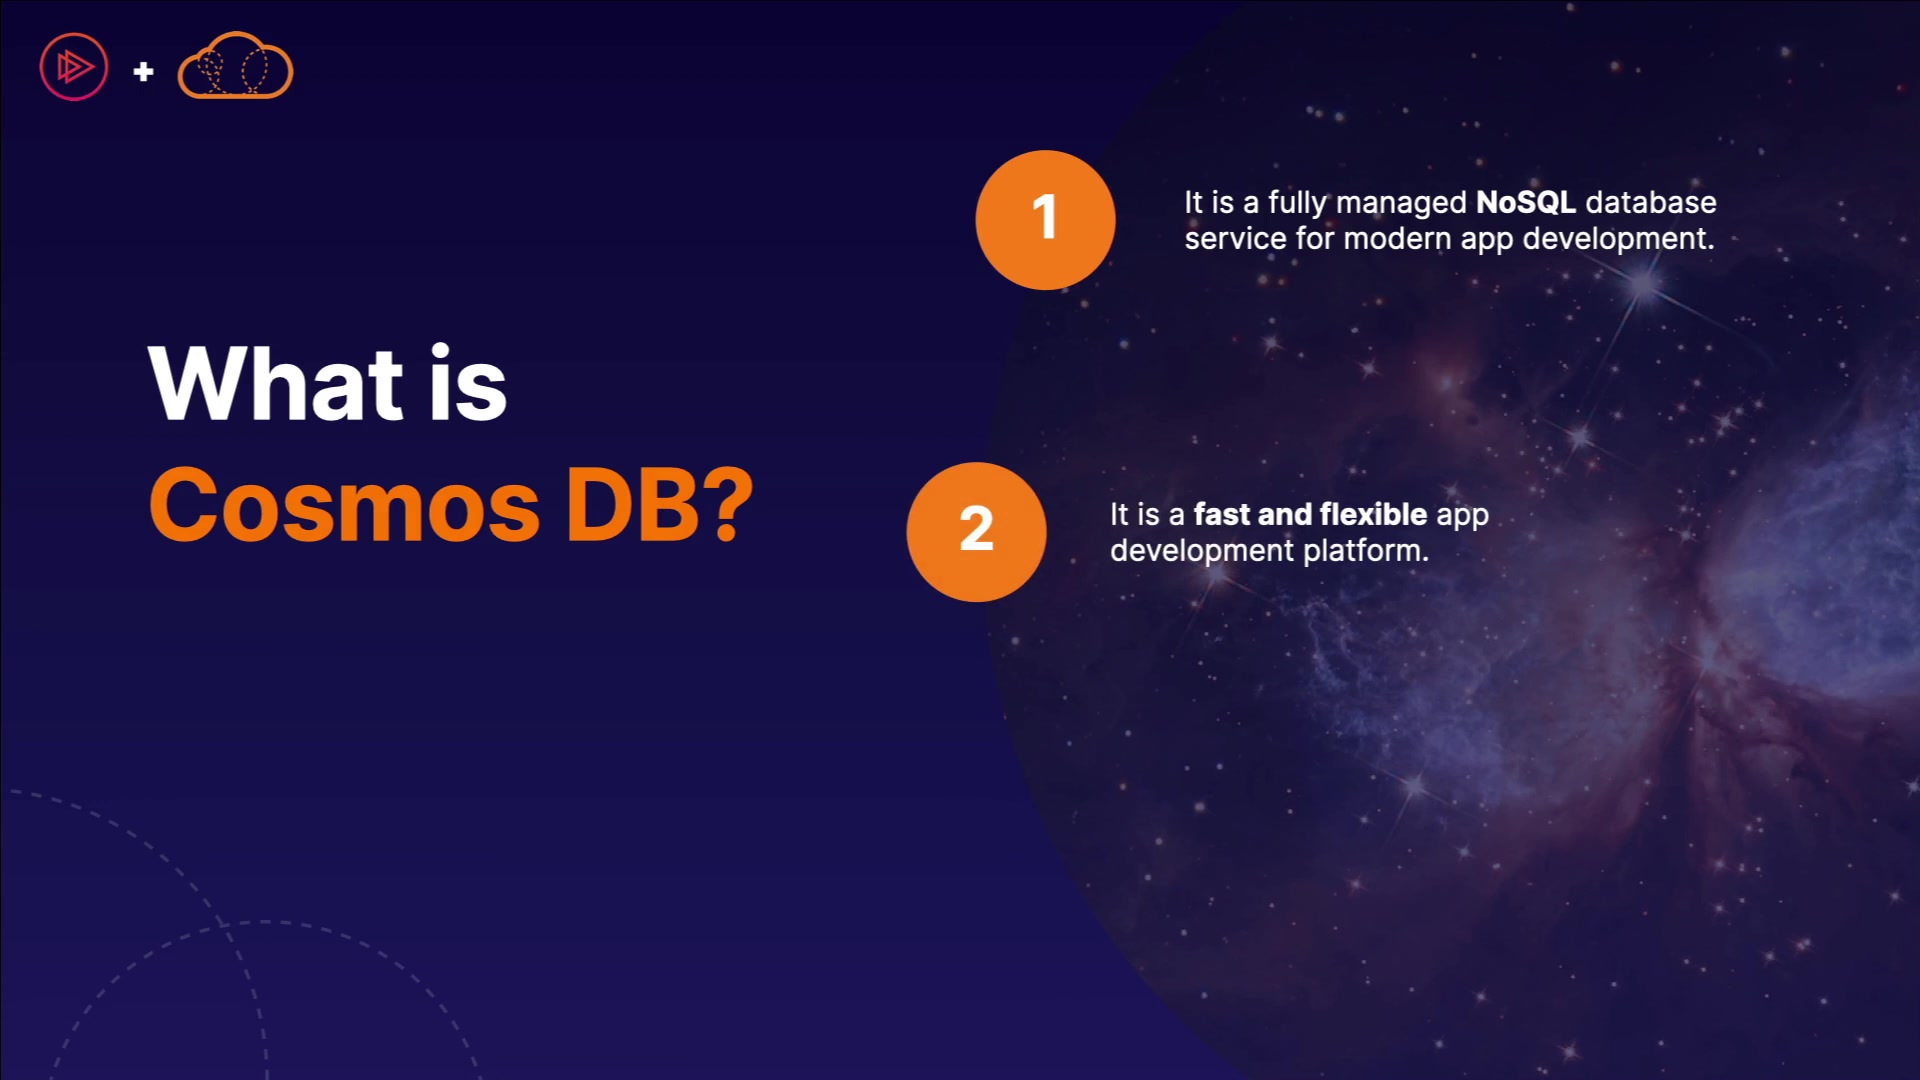 What is
Cosmos DB?
1
It is a fully managed NoSQL database
service for modern app development.
2
It is a fast and flexible app
development platform.